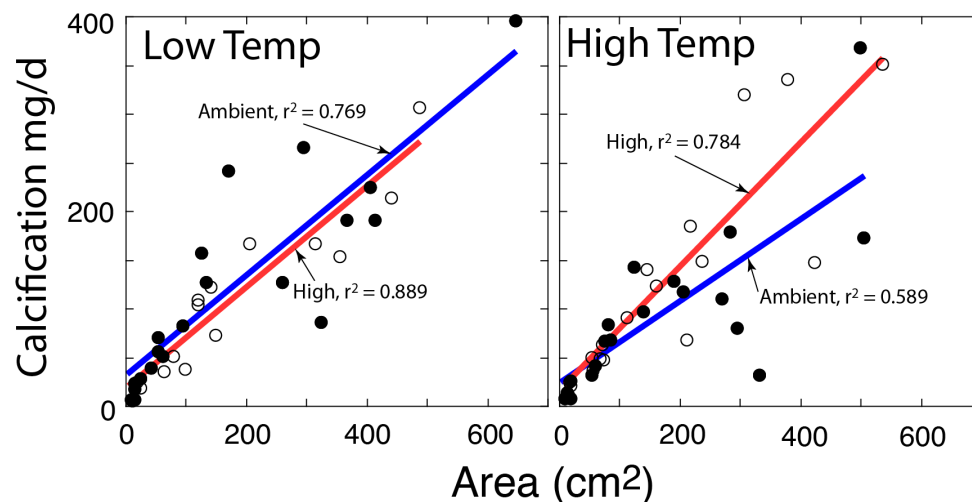 Low Temp
High Temp
Calcification mg/d
400
200
0
Ambient, r² = 0.769
High, r² = 0.889
High, r² = 0.784
Ambient, r² = 0.589
0 200 400 600
0 200 400 600
Area (cm²)